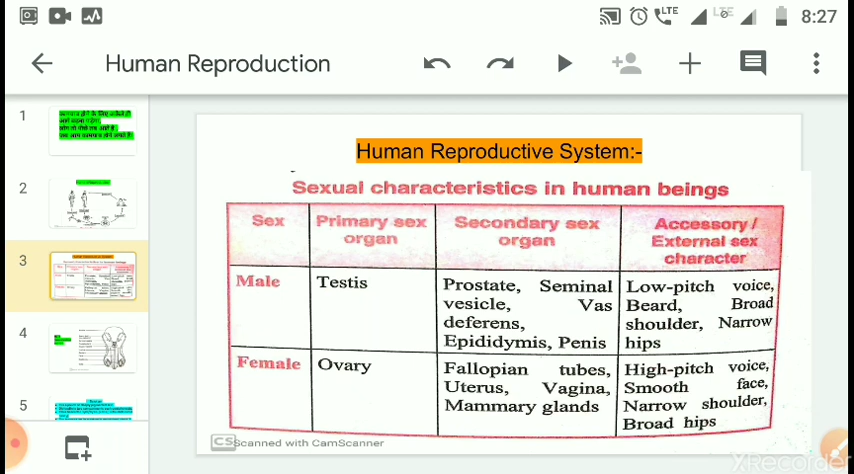 LTE
LTE
8:27
Human Reproduction
1
2
3
4
5
Human Reproductive System:-
Sexual characteristics in human beings
Sex
Primary sex
organ
Secondary sex
organ
Accessory /
External sex
character
Male
Testis
Prostate, Seminal
vesicle, Vas
deferens,
Epididymis, Penis
Low-pitch voice,
Beard, Broad
shoulder, Narrow
hips
Female
Ovary
Fallopian tubes,
Uterus, Vagina,
Mammary glands
High-pitch voice,
Smooth face,
Narrow shoulder,
Broad hips
CS Scanned with CamScanner
XRecorder